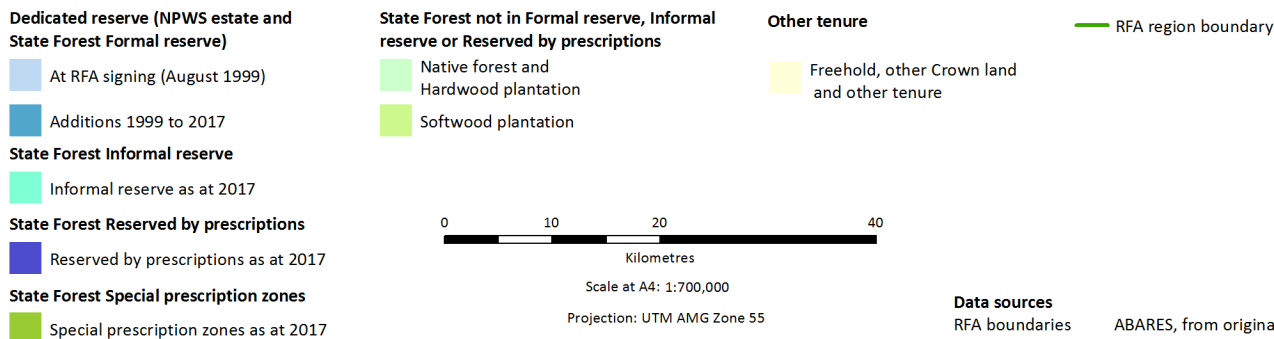 Dedicated reserve (NPWS estate and
State Forest Formal reserve)
At RFA signing (August 1999)
Additions 1999 to 2017
State Forest Informal reserve
Informal reserve as at 2017
State Forest Reserved by prescriptions
Reserved by prescriptions as at 2017
State Forest Special prescription zones
Special prescription zones as at 2017
State Forest not in Formal reserve, Informal
reserve or Reserved by prescriptions
Native forest and
Hardwood plantation
Softwood plantation
0 10 20 40
Kilometres
Scale at A4: 1:700,000
Projection: UTM AMG Zone 55
Other tenure
Freehold, other Crown land
and other tenure
RFA region boundary
Data sources
RFA boundaries ABARES, from origina